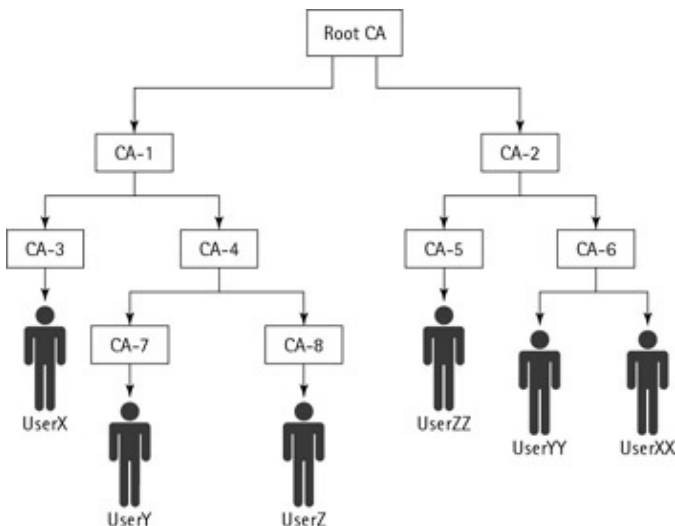 Root CA
CA-1
CA-2
CA-3
CA-4
CA-5
CA-6
CA-7
CA-8
UserX
UserZZ
UserYY
UserXX
UserY
UserZ